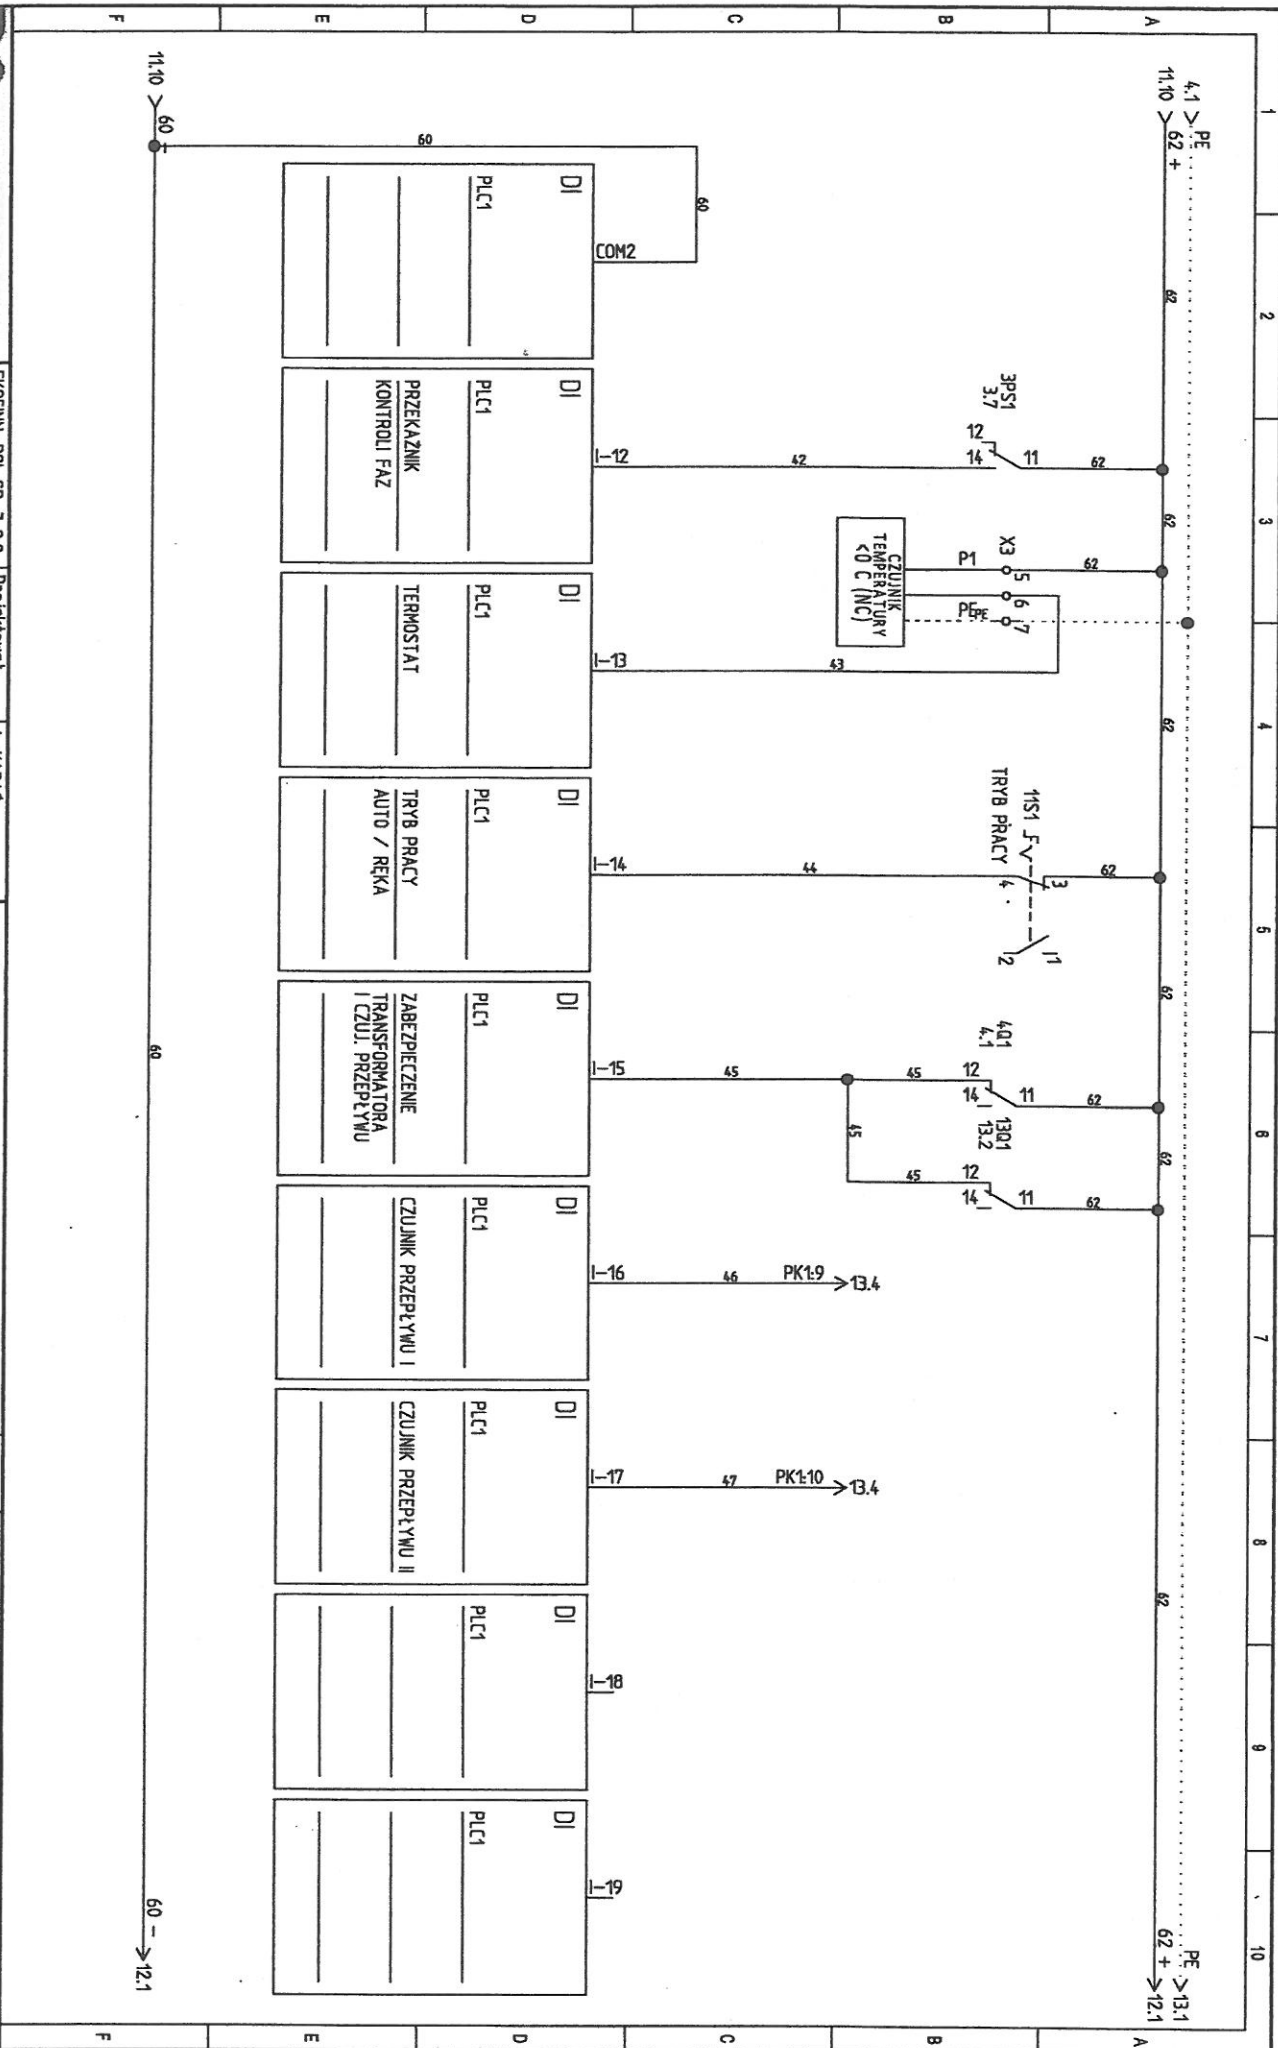 1 2 3 4 5 6 7 8 9 10
A
4.1 PE
PE 13.1
11.10 62 +
62 62 62 62 62 62
62 + 12.1
62 62 62 62 62
B
3PS1
3.7
12 14 11
X3
5 6 7
P1
PE PE
CZUJNIK
TEMPERATURY
<0 C (NC)
11S1
TRYB PRACY
3 4
1 2
4Q1
4.1
12 14 11
13Q1
13.2
12 14 11
45 45
45
C
60
42
43
44
45
46 PK1:9 13.4
47 PK1:10 13.4
D
COM2
I-12
I-13
I-14
I-15
I-16
I-17
I-18
I-19
DI
PLC1
DI
PLC1
PRZEKAŹNIK
KONTROLI FAZ
DI
PLC1
TERMOSTAT
DI
PLC1
TRYB PRACY
AUTO / RĘKA
DI
PLC1
ZABEZPIECZENIE
TRANSFORMATORA
I CZUJ. PRZEPŁYWU
DI
PLC1
CZUJNIK PRZEPŁYWU I
DI
PLC1
CZUJNIK PRZEPŁYWU II
DI
PLC1
DI
PLC1
E
60
F
11.10 60 -
60
60 - 12.1
A
B
C
D
E
F